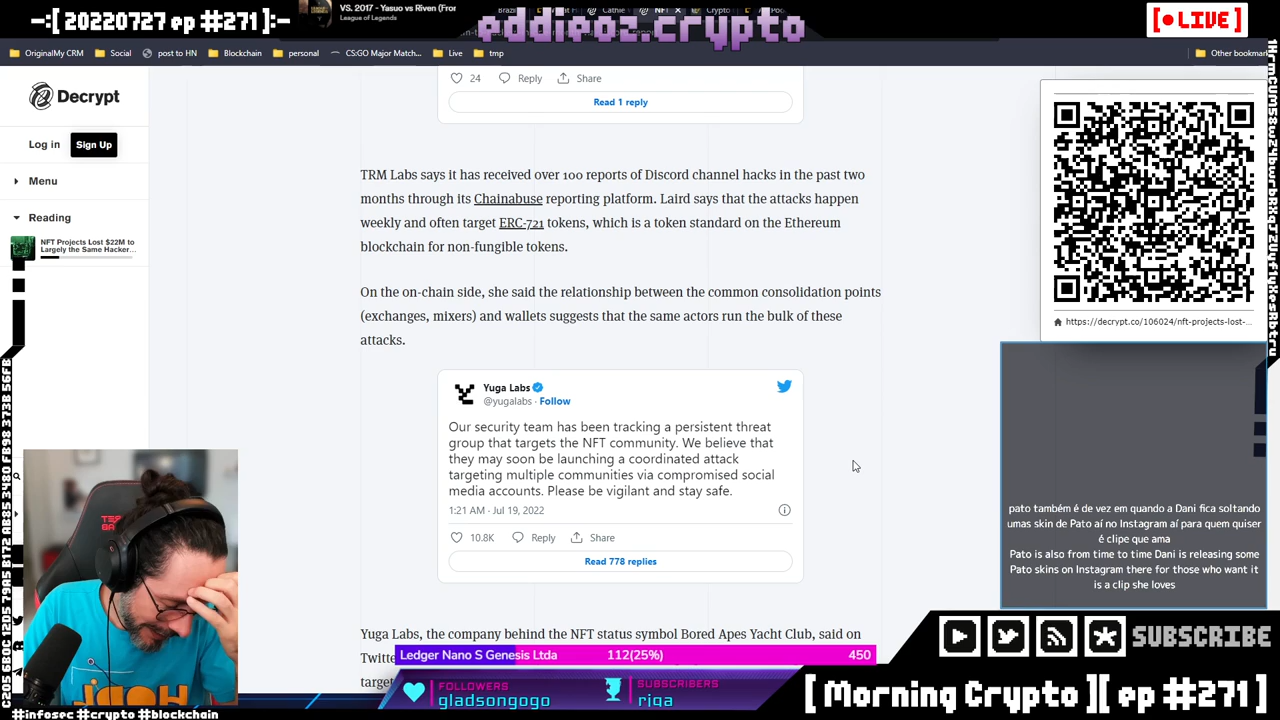 -:[ 20220727 ep #271]:-
VS. 2017 - Yasuo vs Riven (From
League of Legends
eddieoz.crypto
[ LIVE]
OriginalMy CRM
Social
post to HN
Blockchain
personal
CS:GO Major Match...
Live
tmp
Other bookmar
Decrypt
Log in
Sign Up
Menu
Reading
NFT Projects Lost $22M to
Largely the Same Hacker...
24 Reply Share
Read 1 reply
TRM Labs says it has received over 100 reports of Discord channel hacks in the past two
months through its Chainabuse reporting platform. Laird says that the attacks happen
weekly and often target ERC-721 tokens, which is a token standard on the Ethereum
blockchain for non-fungible tokens.
On the on-chain side, she said the relationship between the common consolidation points
(exchanges, mixers) and wallets suggests that the same actors run the bulk of these
attacks.
Yuga Labs
@yugalabs · Follow
Our security team has been tracking a persistent threat
group that targets the NFT community. We believe that
they may soon be launching a coordinated attack
targeting multiple communities via compromised social
media accounts. Please be vigilant and stay safe.
1:21 AM · Jul 19, 2022
10.8K Reply Share
Read 778 replies
Yuga Labs, the company behind the NFT status symbol Bored Apes Yacht Club, said on
https://decrypt.co/106024/nft-projects-lost-...
pato também é de vez em quando a Dani fica soltando
umas skin de Pato aí no Instagram aí para quem quiser
é clipe que ama
Pato is also from time to time Dani is releasing some
Pato skins on Instagram there for those who want it
is a clip she loves
Ledger Nano S Genesis Ltda 112(25%) 450
FOLLOWERS
gladsongogo
SUBSCRIBERS
rjga
SUBSCRIBE
[ Morning Crypto ][ ep #271 ]
#infosec #crypto #blockchain